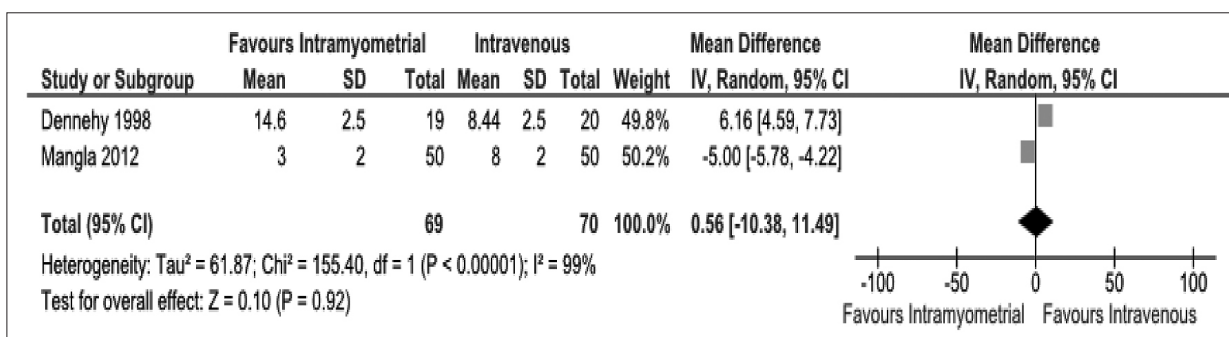 Favours Intramyometrial Intravenous Mean Difference Mean Difference
Study or Subgroup Mean SD Total Mean SD Total Weight IV, Random, 95% CI IV, Random, 95% CI
Dennehy 1998 14.6 2.5 19 8.44 2.5 20 49.8% 6.16 [4.59, 7.73]
Mangla 2012 3 2 50 8 2 50 50.2% -5.00 [-5.78, -4.22]
Total (95% CI) 69 70 100.0% 0.56 [-10.38, 11.49]
Heterogeneity: Tau² = 61.87; Chi² = 155.40, df = 1 (P < 0.00001); I² = 99%
Test for overall effect: Z = 0.10 (P = 0.92)
-100 -50 0 50 100
Favours Intramyometrial Favours Intravenous